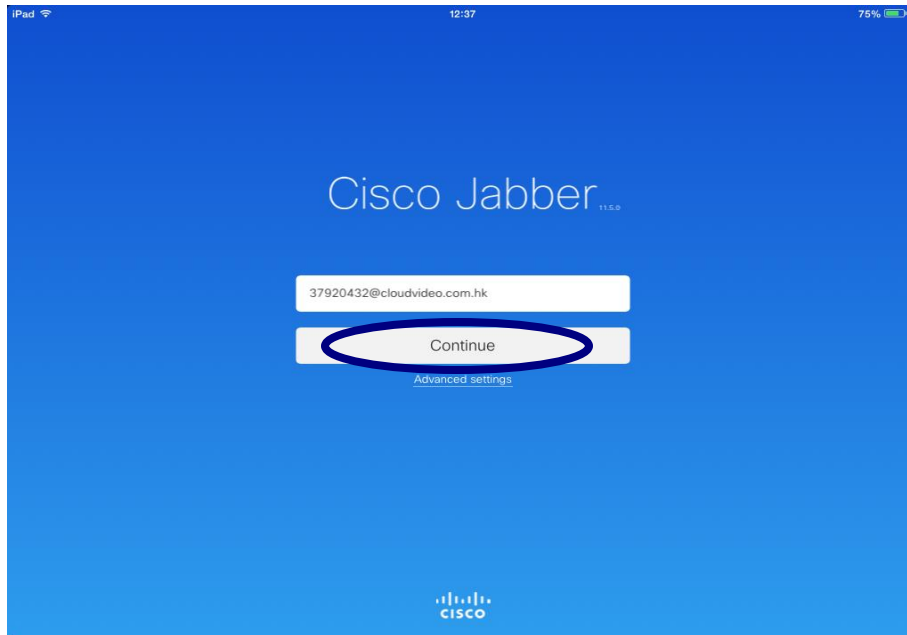 iPad 12:37 75%
Cisco Jabber 11.5.0
37920432@cloudvideo.com.hk
Continue
Advanced settings
CISCO